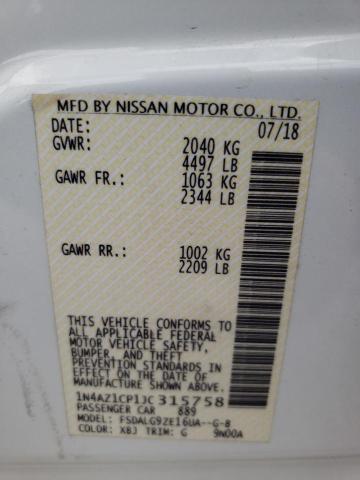 MFD BY NISSAN MOTOR CO., LTD.
DATE: 07/18
GVWR: 2040 KG
4497 LB
GAWR FR.: 1063 KG
2344 LB
GAWR RR.: 1002 KG
2209 LB
THIS VEHICLE CONFORMS TO
ALL APPLICABLE FEDERAL
MOTOR VEHICLE SAFETY,
BUMPER, AND THEFT
PREVENTION STANDARDS
IN EFFECT ON THE DATE OF
MANUFACTURE SHOWN ABOVE.
1N4AZ1CP1JC315758
PASSENGER CAR 889
MODEL: FSDALG9ZE16UA--G-B
COLOR: XBJ TRIM: G 9N00A